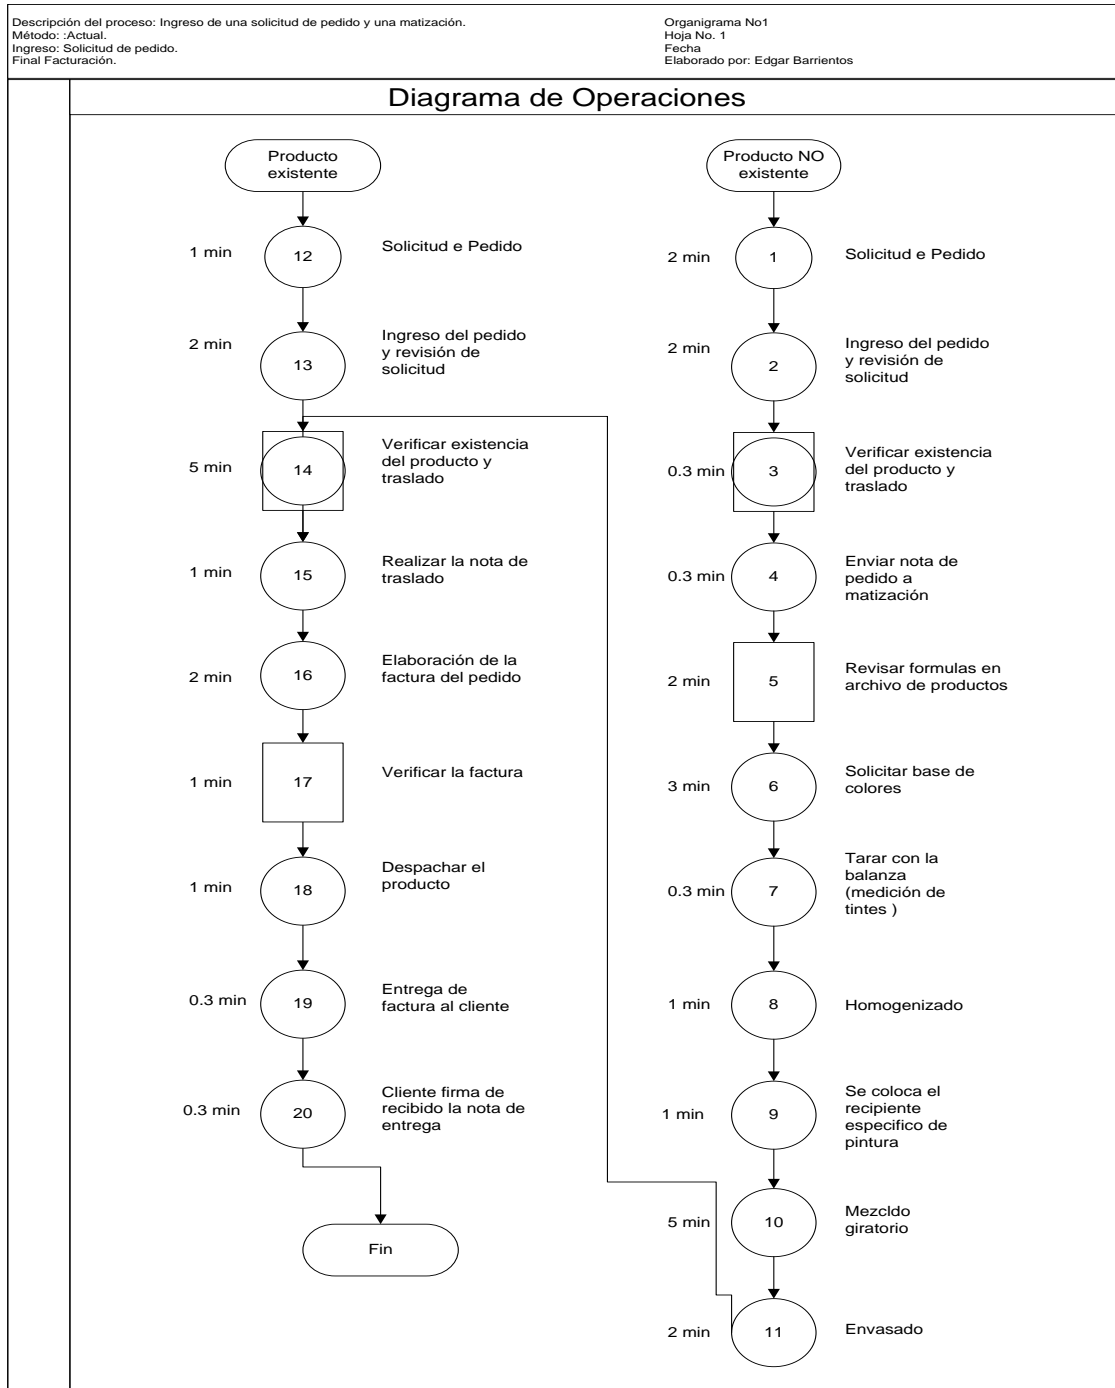 Descripción del proceso: Ingreso de una solicitud de pedido y una matización.
Método: :Actual.
Ingreso: Solicitud de pedido.
Final Facturación.
Organigrama No1
Hoja No. 1
Fecha
Elaborado por: Edgar Barrientos
Diagrama de Operaciones
Producto
existente
1 min
12
Solicitud e Pedido
2 min
13
Ingreso del pedido
y revisión de
solicitud
5 min
14
Verificar existencia
del producto y
traslado
1 min
15
Realizar la nota de
traslado
2 min
16
Elaboración de la
factura del pedido
1 min
17
Verificar la factura
1 min
18
Despachar el
producto
0.3 min
19
Entrega de
factura al cliente
0.3 min
20
Cliente firma de
recibido la nota de
entrega
Fin
Producto NO
existente
2 min
1
Solicitud e Pedido
2 min
2
Ingreso del pedido
y revisión de
solicitud
0.3 min
3
Verificar existencia
del producto y
traslado
0.3 min
4
Enviar nota de
pedido a
matización
2 min
5
Revisar formulas en
archivo de productos
3 min
6
Solicitar base de
colores
0.3 min
7
Tarar con la
balanza
(medición de
tintes )
1 min
8
Homogenizado
1 min
9
Se coloca el
recipiente
especifico de
pintura
5 min
10
Mezcldo
giratorio
2 min
11
Envasado